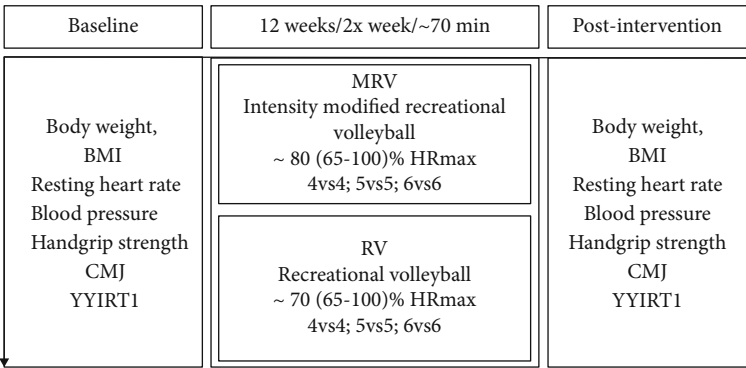 Baseline
12 weeks/2x week/~70 min
Post-intervention
Body weight,
BMI
Resting heart rate
Blood pressure
Handgrip strength
CMJ
YYIRT1
MRV
Intensity modified recreational
volleyball
~ 80 (65-100)% HRmax
4vs4; 5vs5; 6vs6
RV
Recreational volleyball
~ 70 (65-100)% HRmax
4vs4; 5vs5; 6vs6
Body weight,
BMI
Resting heart rate
Blood pressure
Handgrip strength
CMJ
YYIRT1